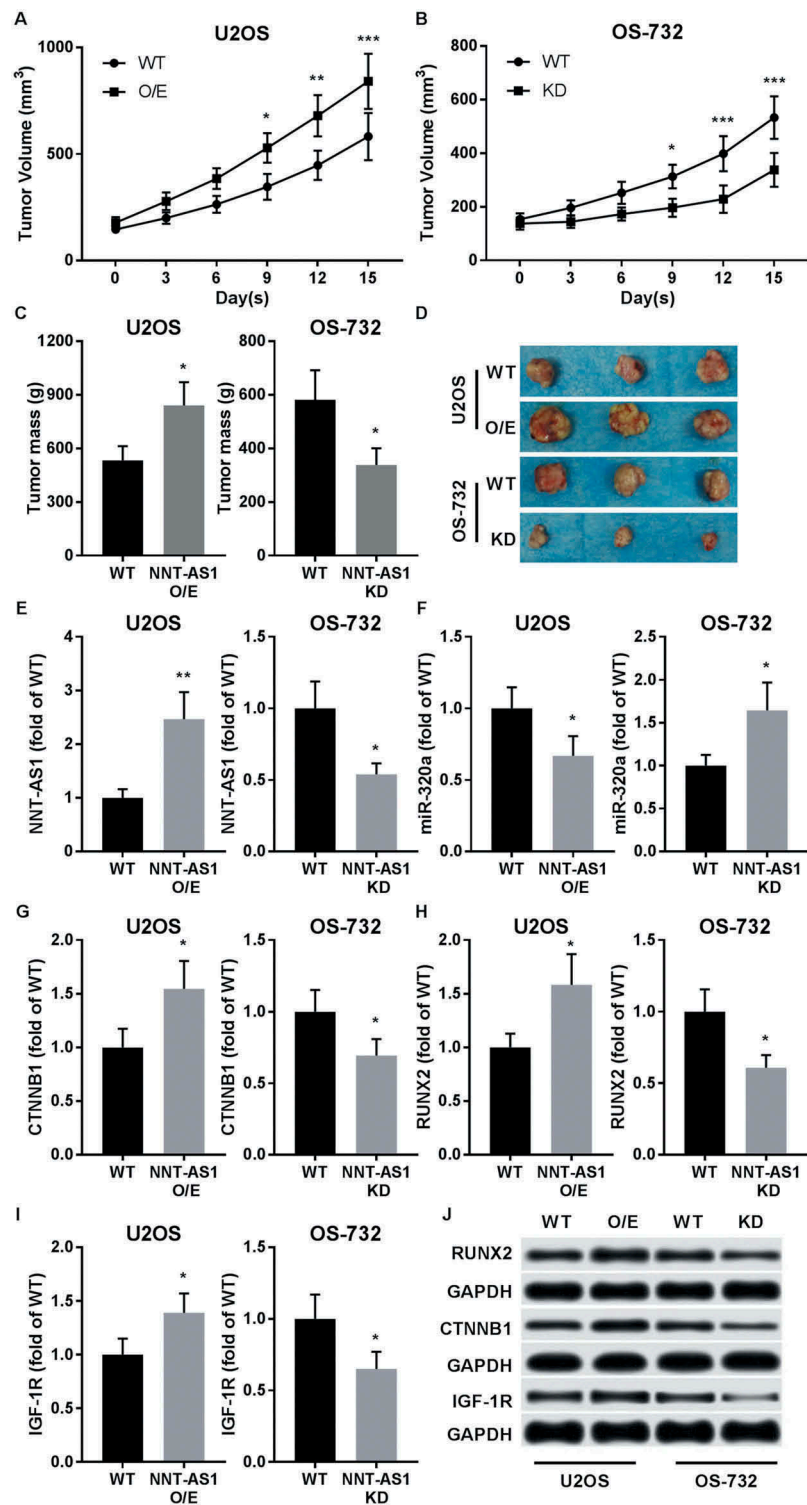 A
U2OS
Tumor Volume (mm³)
WT
O/E
*
**
***
1000
500
0
0 3 6 9 12 15
Day(s)
B
OS-732
Tumor Volume (mm³)
WT
KD
*
***
***
800
600
400
200
0
0 3 6 9 12 15
Day(s)
C
U2OS
Tumor mass (g)
1200
900
600
300
0
*
WT NNT-AS1
O/E
OS-732
Tumor mass (g)
800
600
400
200
0
*
WT NNT-AS1
KD
D
U2OS
WT
O/E
OS-732
WT
KD
E
U2OS
NNT-AS1 (fold of WT)
4
3
2
1
0
**
WT NNT-AS1
O/E
OS-732
NNT-AS1 (fold of WT)
1.5
1.0
0.5
0.0
*
WT NNT-AS1
KD
F
U2OS
miR-320a (fold of WT)
1.5
1.0
0.5
0.0
*
WT NNT-AS1
O/E
OS-732
miR-320a (fold of WT)
2.5
2.0
1.5
1.0
0.5
0.0
*
WT NNT-AS1
KD
G
U2OS
CTNNB1 (fold of WT)
2.0
1.5
1.0
0.5
0.0
*
WT NNT-AS1
O/E
OS-732
CTNNB1 (fold of WT)
1.5
1.0
0.5
0.0
*
WT NNT-AS1
KD
H
U2OS
RUNX2 (fold of WT)
2.0
1.5
1.0
0.5
0.0
*
WT NNT-AS1
O/E
OS-732
RUNX2 (fold of WT)
1.5
1.0
0.5
0.0
*
WT NNT-AS1
KD
I
U2OS
IGF-1R (fold of WT)
2.0
1.5
1.0
0.5
0.0
*
WT NNT-AS1
O/E
OS-732
IGF-1R (fold of WT)
1.5
1.0
0.5
0.0
*
WT NNT-AS1
KD
J
WT O/E WT KD
RUNX2
GAPDH
CTNNB1
GAPDH
IGF-1R
GAPDH
U2OS OS-732